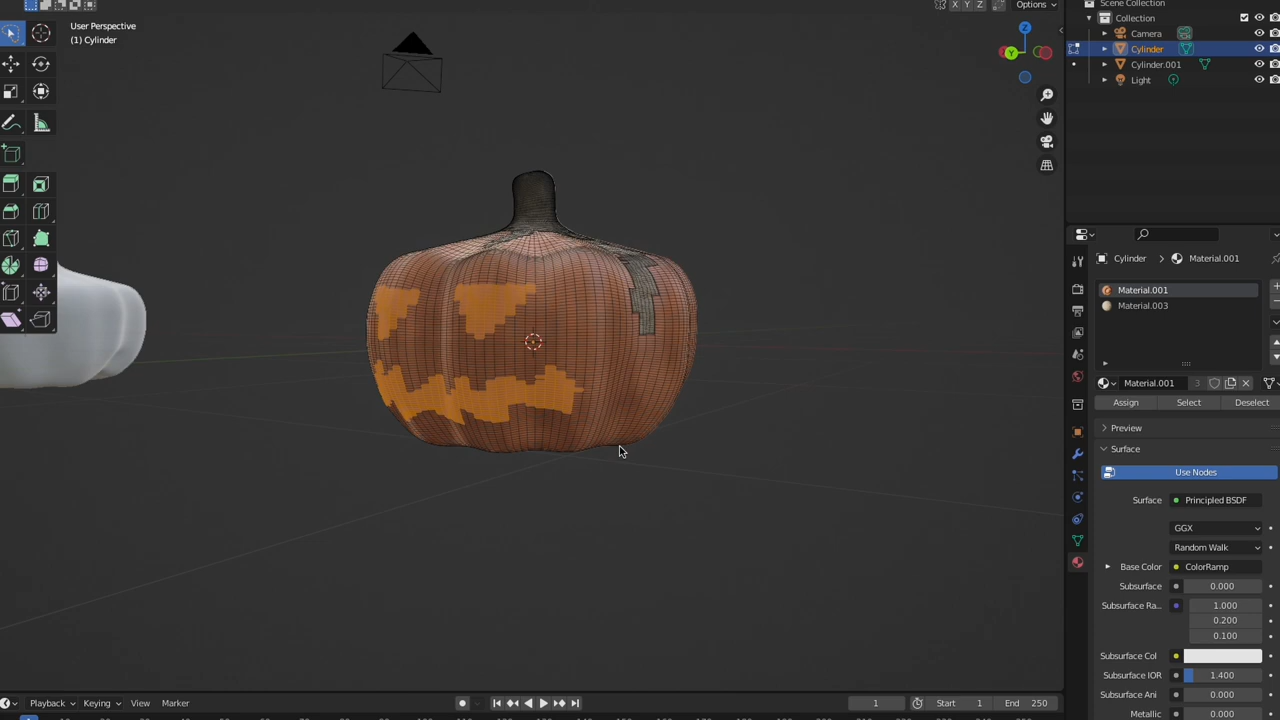 X Y Z Options
User Perspective
(1) Cylinder
Z
Y
Scene Collection
Collection
Camera
Cylinder
Cylinder.001
Light
Cylinder Material.001
Material.001
Material.003
Material.001 3
Assign Select Deselect
Preview
Surface
Use Nodes
Surface Principled BSDF
GGX
Random Walk
Base Color ColorRamp
Subsurface 0.000
Subsurface Ra... 1.000
0.200
0.100
Subsurface Col
Subsurface IOR 1.400
Subsurface Ani 0.000
Metallic 0.000
Playback Keying View Marker 1 Start 1 End 250